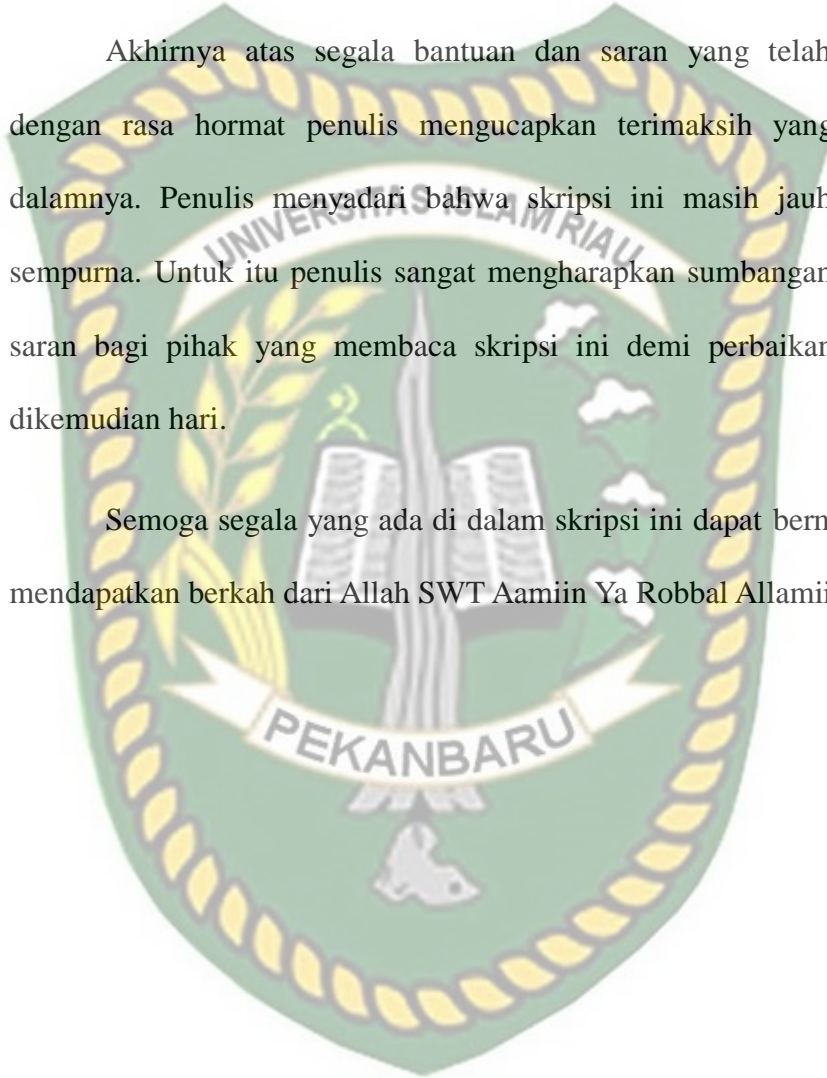 Akhirnya atas segala bantuan dan saran yang telah
dengan rasa hormat penulis mengucapkan terimaksih yang
dalamnya. Penulis menyadari bahwa skripsi ini masih jauh
UNIVERSITAS ISLAM RIAU
sempurna. Untuk itu penulis sangat mengharapkan sumbangan
saran bagi pihak yang membaca skripsi ini demi perbaikan
dikemudian hari.
Semoga segala yang ada di dalam skripsi ini dapat
mendapatkan berkah dari Allah SWT Aamiin Ya Robbal
PEKANBARU